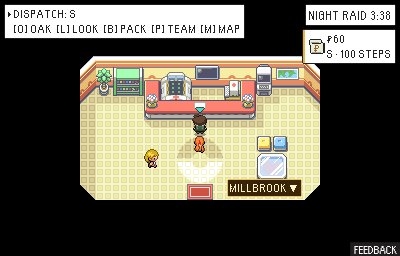 ▸DISPATCH: S
[O]OAK [L]LOOK [B]PACK [P]TEAM [M]MAP
NIGHT RAID 3:38
₽60
S · 100 STEPS
MILLBROOK ▼
FEEDBACK